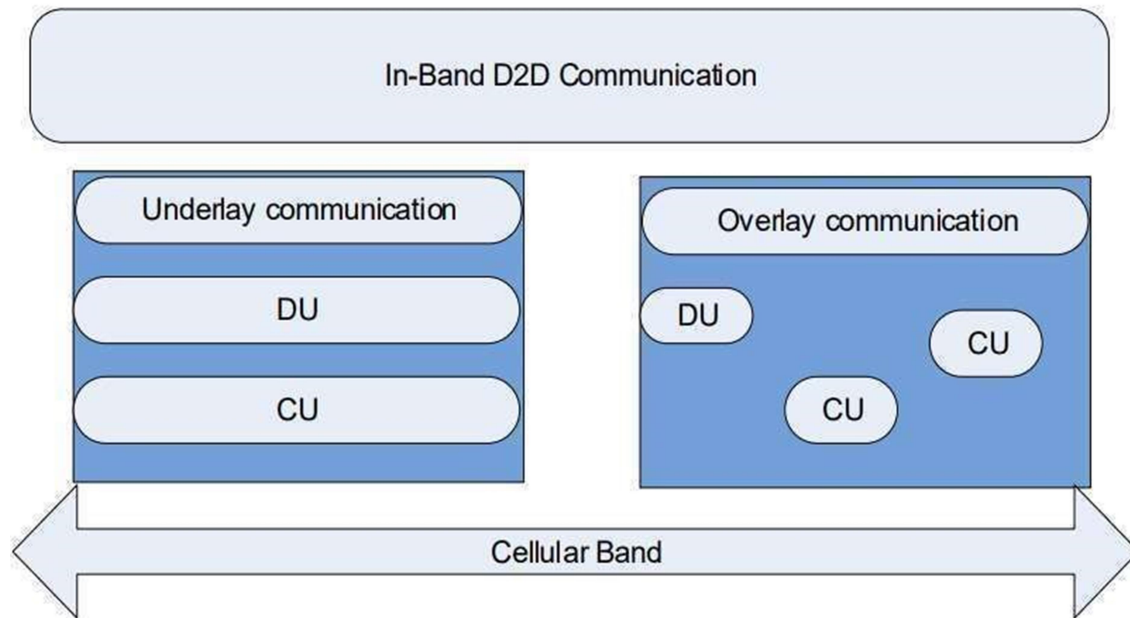 In-Band D2D Communication
Underlay communication
DU
CU
Overlay communication
DU
CU
CU
Cellular Band